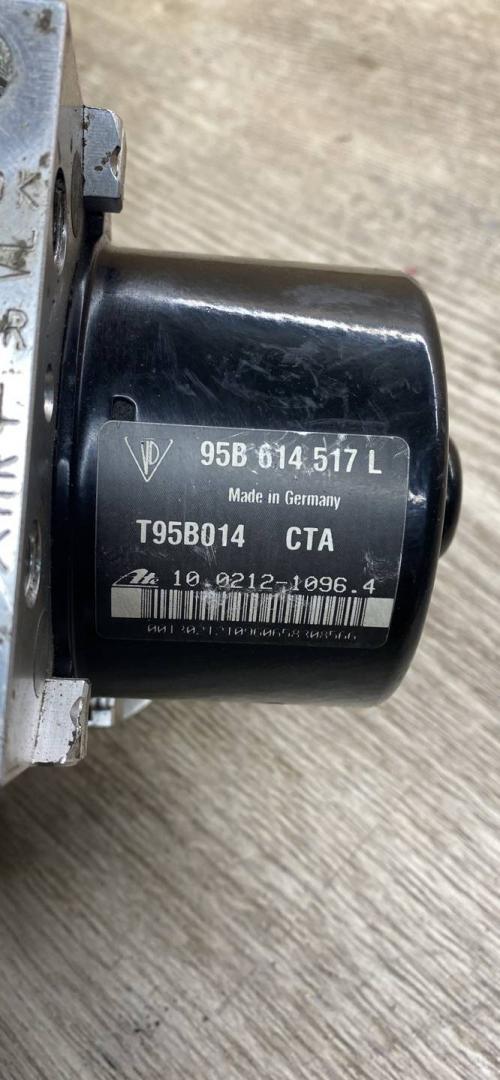 95B 614 517 L
Made in Germany
T95B014 CTA
10.0212-1096.4